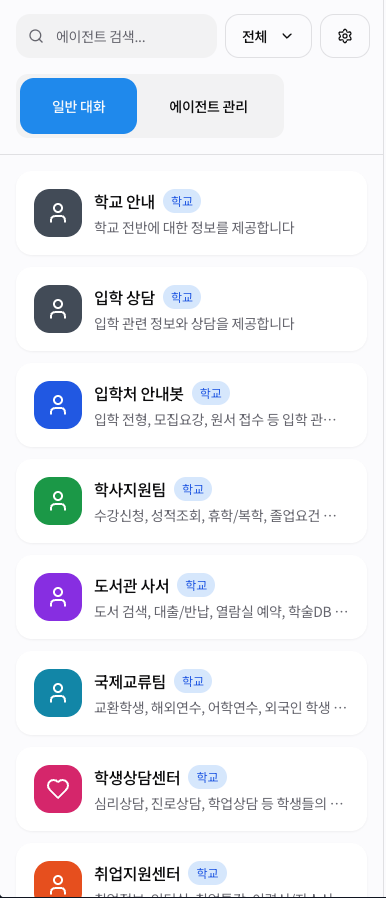 에이전트 검색...
전체
일반 대화
에이전트 관리
학교 안내 학교
학교 전반에 대한 정보를 제공합니다
입학 상담 학교
입학 관련 정보와 상담을 제공합니다
입학처 안내봇 학교
입학 전형, 모집요강, 원서 접수 등 입학 관…
학사지원팀 학교
수강신청, 성적조회, 휴학/복학, 졸업요건 …
도서관 사서 학교
도서 검색, 대출/반납, 열람실 예약, 학술DB …
국제교류팀 학교
교환학생, 해외연수, 어학연수, 외국인 학생 …
학생상담센터 학교
심리상담, 진로상담, 학업상담 등 학생들의 …
취업지원센터 학교